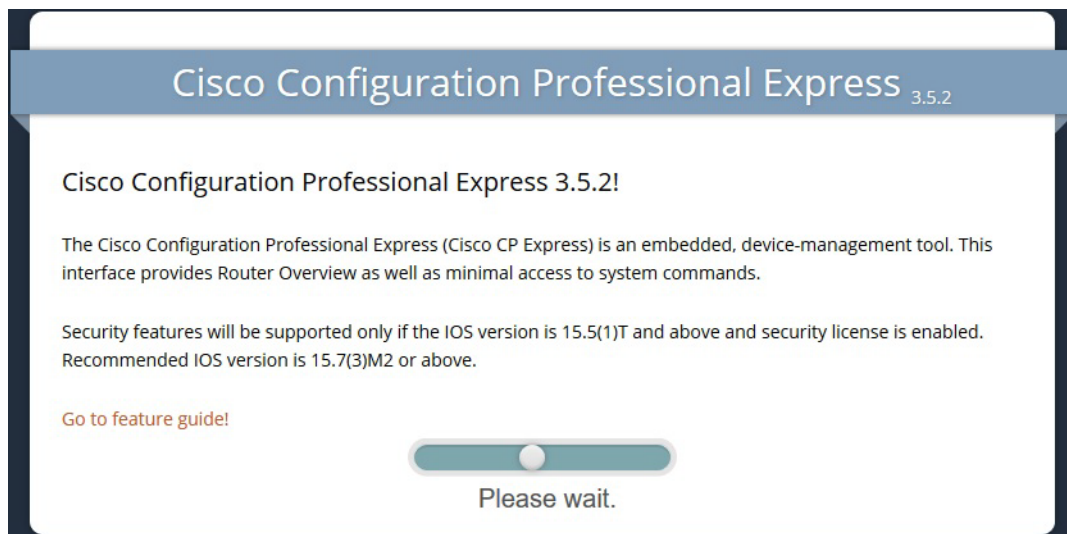 Cisco Configuration Professional Express 3.5.2
Cisco Configuration Professional Express 3.5.2!
The Cisco Configuration Professional Express (Cisco CP Express) is an embedded, device-management tool. This
interface provides Router Overview as well as minimal access to system commands.
Security features will be supported only if the IOS version is 15.5(1)T and above and security license is enabled.
Recommended IOS version is 15.7(3)M2 or above.
Go to feature guide!
Please wait.